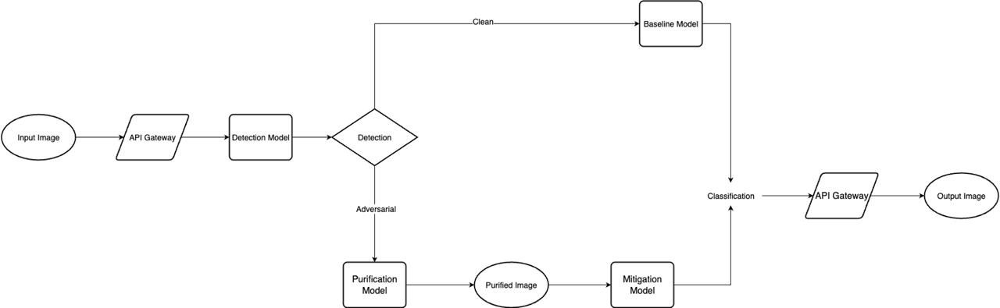 Clean
Baseline Model
Input Image
API Gateway
Detection Model
Detection
Classification
API Gateway
Output Image
Adversarial
Purification
Model
Purified Image
Mitigation
Model